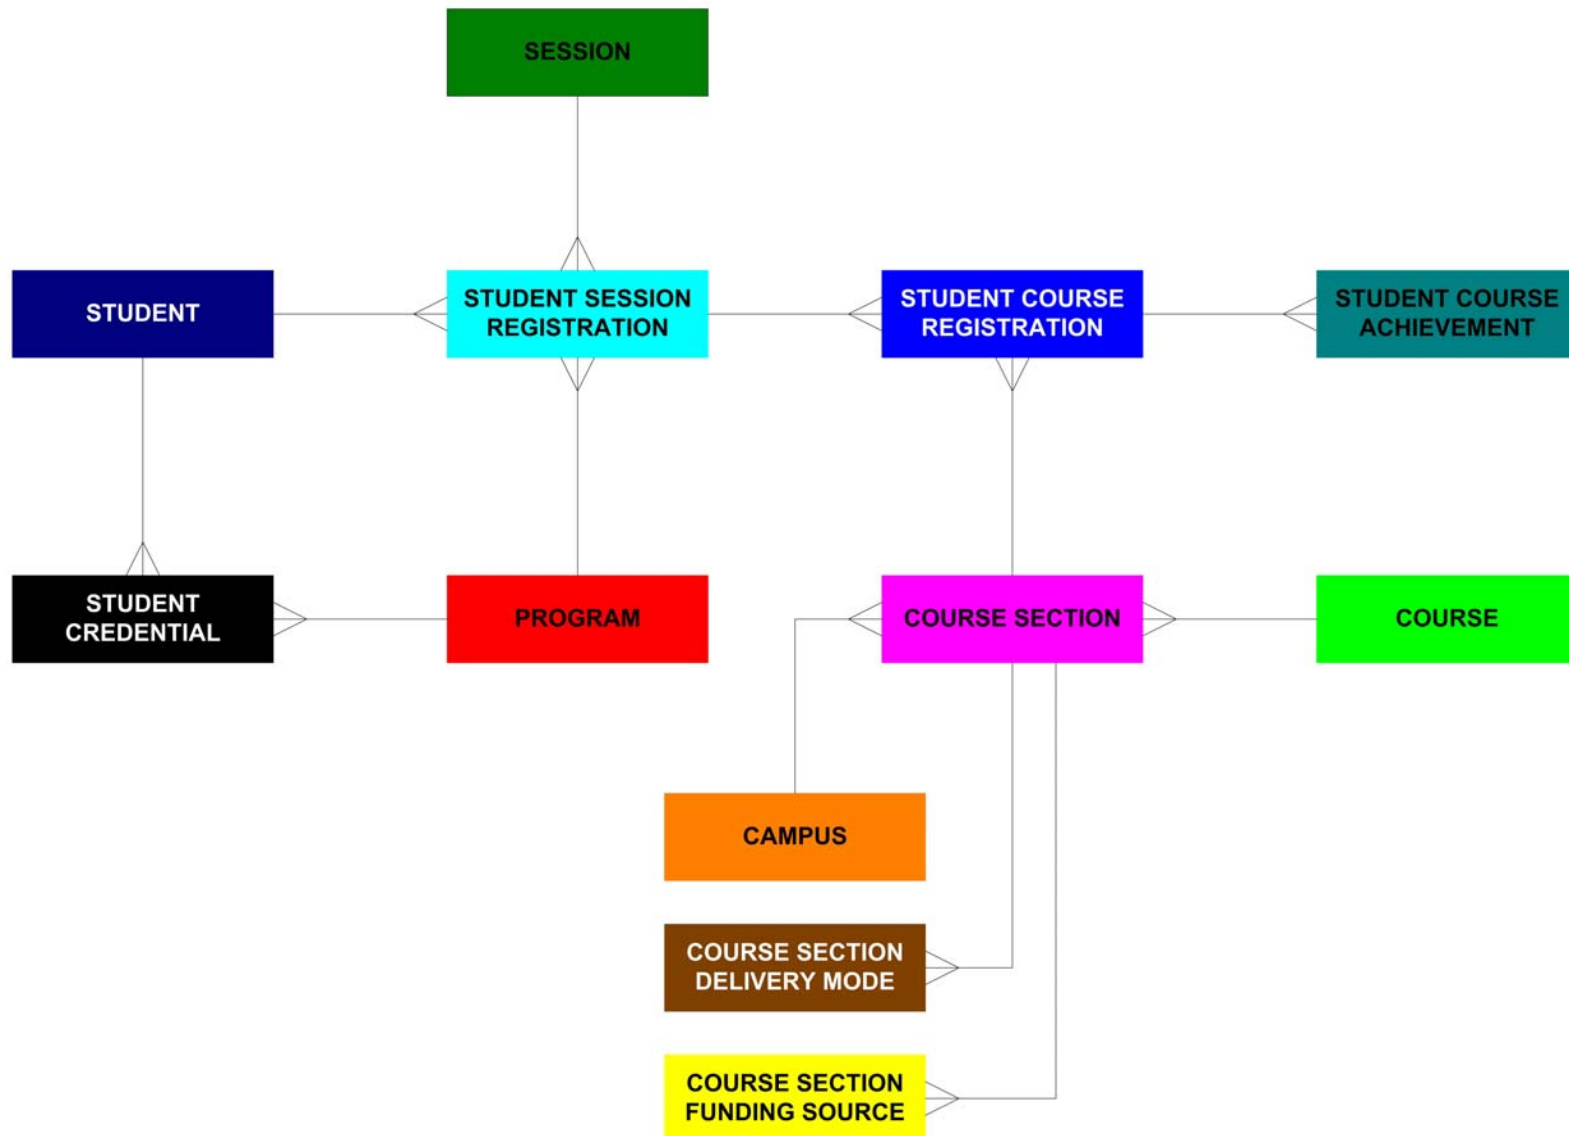 SESSION
STUDENT
STUDENT SESSION
REGISTRATION
STUDENT COURSE
REGISTRATION
STUDENT COURSE
ACHIEVEMENT
STUDENT
CREDENTIAL
PROGRAM
COURSE SECTION
COURSE
CAMPUS
COURSE SECTION
DELIVERY MODE
COURSE SECTION
FUNDING SOURCE